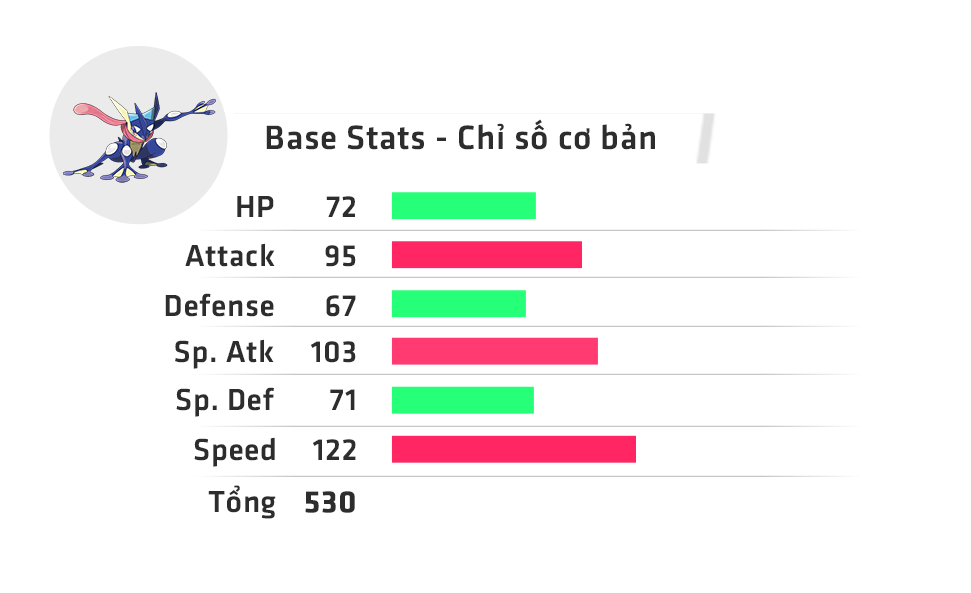 Base Stats - Chỉ số cơ bản
HP 72
Attack 95
Defense 67
Sp. Atk 103
Sp. Def 71
Speed 122
Tổng 530